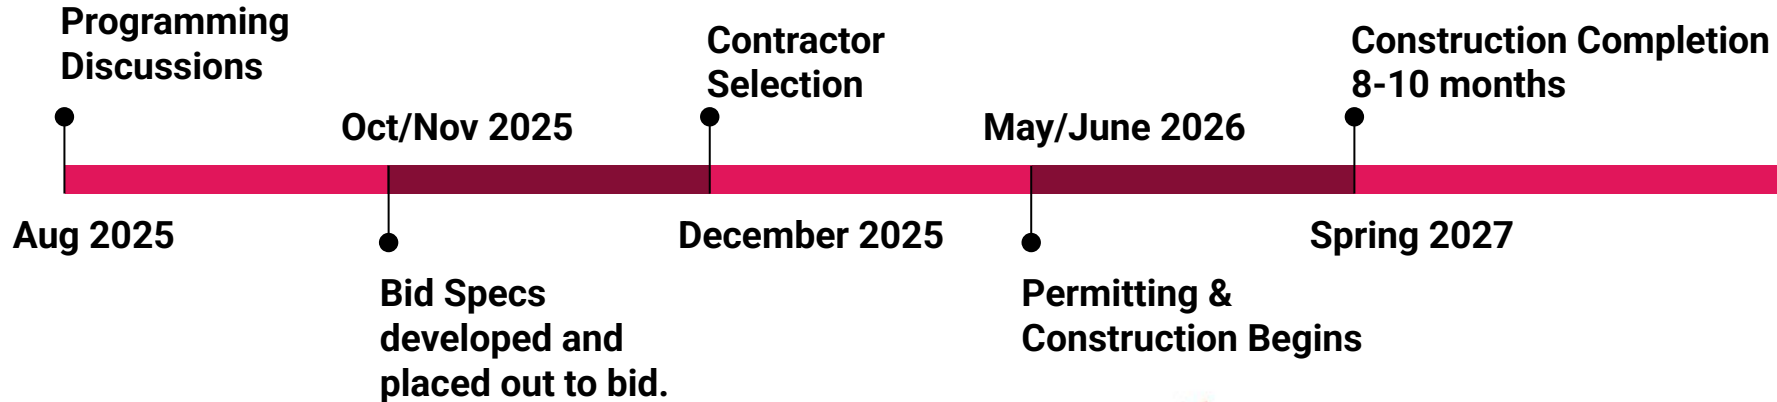 Programming
Discussions
Aug 2025
Oct/Nov 2025
Bid Specs
developed and
placed out to bid.
Contractor
Selection
December 2025
May/June 2026
Permitting &
Construction Begins
Construction Completion
8-10 months
Spring 2027